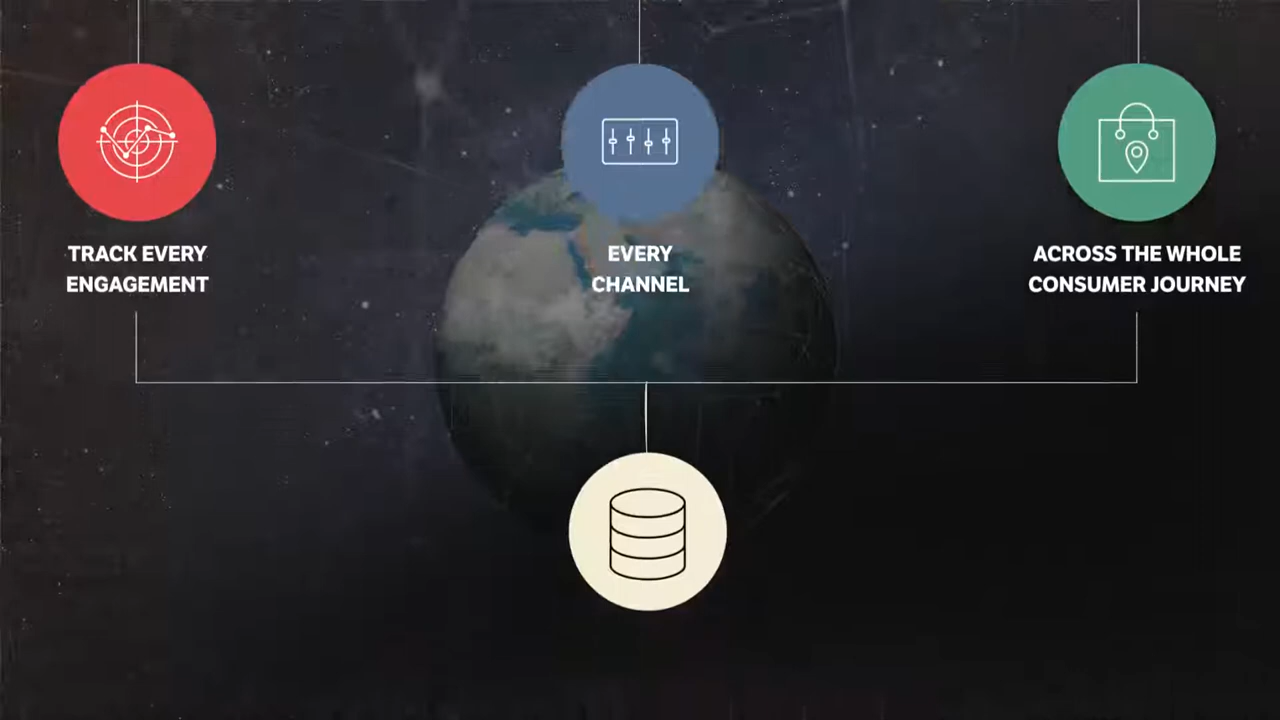 TRACK EVERY
ENGAGEMENT
EVERY
CHANNEL
ACROSS THE WHOLE
CONSUMER JOURNEY